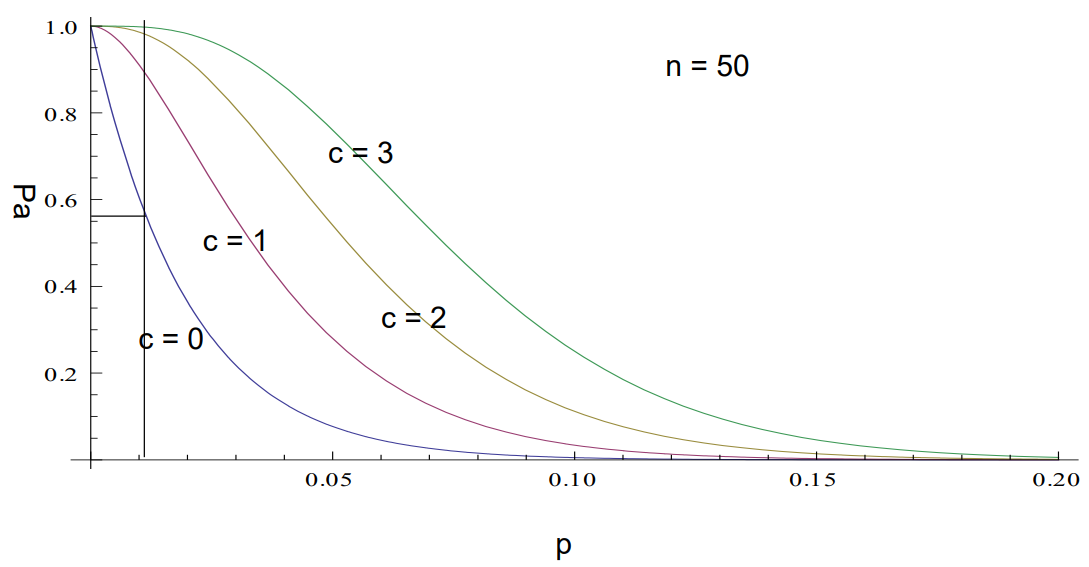 1.0
n = 50
0.8
c = 3
Pa
0.6
c = 1
0.4
c = 2
c = 0
0.2
0.05
0.10
0.15
0.20
p